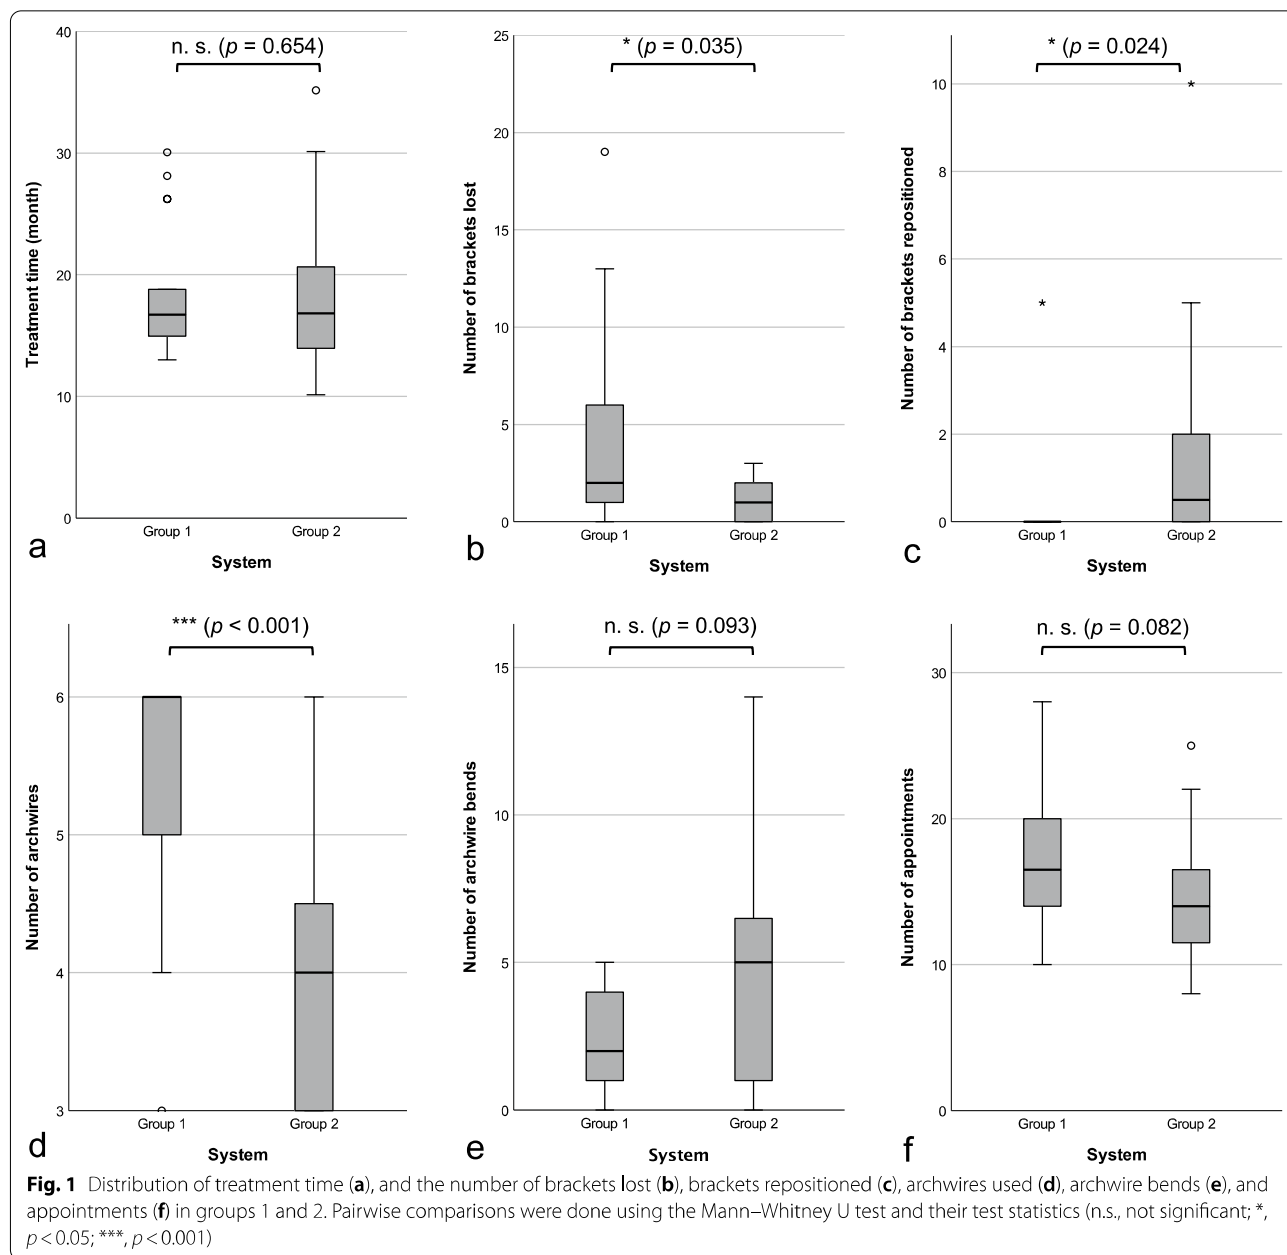 n. s. (p = 0.654)
40
30
20
10
0
Treatment time (month)
Group 1 Group 2
System
a
* (p = 0.035)
25
20
15
10
5
0
Number of brackets lost
Group 1 Group 2
System
b
* (p = 0.024)
10
8
6
4
2
0
Number of brackets repositioned
* 
*
Group 1 Group 2
System
c
*** (p < 0.001)
6
5
4
3
Number of archwires
Group 1 Group 2
System
d
n. s. (p = 0.093)
15
10
5
0
Number of archwire bends
Group 1 Group 2
System
e
n. s. (p = 0.082)
30
20
10
0
Number of appointments
Group 1 Group 2
System
f
Fig. 1 Distribution of treatment time (a), and the number of brackets lost (b), brackets repositioned (c), archwires used (d), archwire bends (e), and
appointments (f) in groups 1 and 2. Pairwise comparisons were done using the Mann–Whitney U test and their test statistics (n.s., not significant; *,
p < 0.05; ***, p < 0.001)